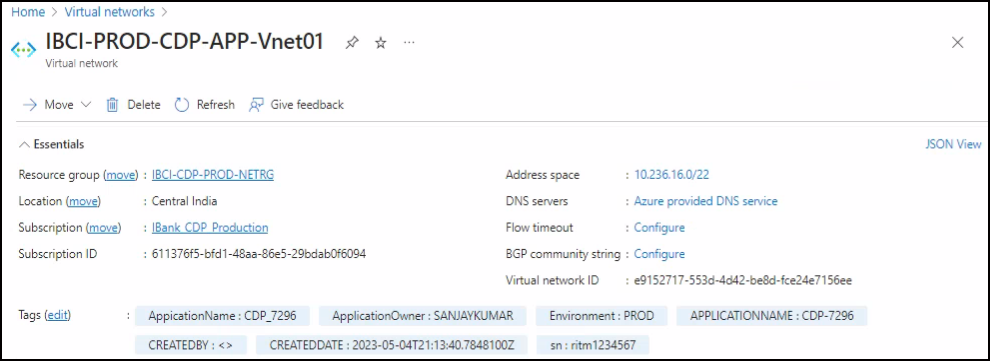 Home > Virtual networks >
IBCI-PROD-CDP-APP-Vnet01
Virtual network
Move Delete Refresh Give feedback
Essentials JSON View
Resource group (move) : IBCI-CDP-PROD-NETRG Address space : 10.236.16.0/22
Location (move) : Central India DNS servers : Azure provided DNS service
Subscription (move) : IBank CDP Production Flow timeout : Configure
Subscription ID : 611376f5-bfd1-48aa-86e5-29bdab0f6094 BGP community string : Configure
Virtual network ID : e9152717-553d-4d42-be8d-fce24e7156ee
Tags (edit) : AppicationName : CDP_7296 ApplicationOwner : SANJAYKUMAR Environment : PROD APPLICATIONNAME : CDP-7296
CREATEDBY : <> CREATEDDATE : 2023-05-04T21:13:40.7848100Z sn : ritm1234567